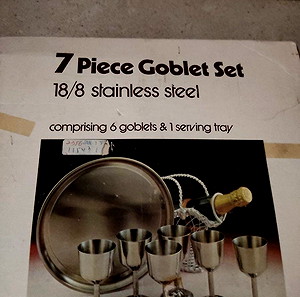 7 Piece Goblet Set
18/8 stainless steel
comprising 6 goblets & 1 serving tray